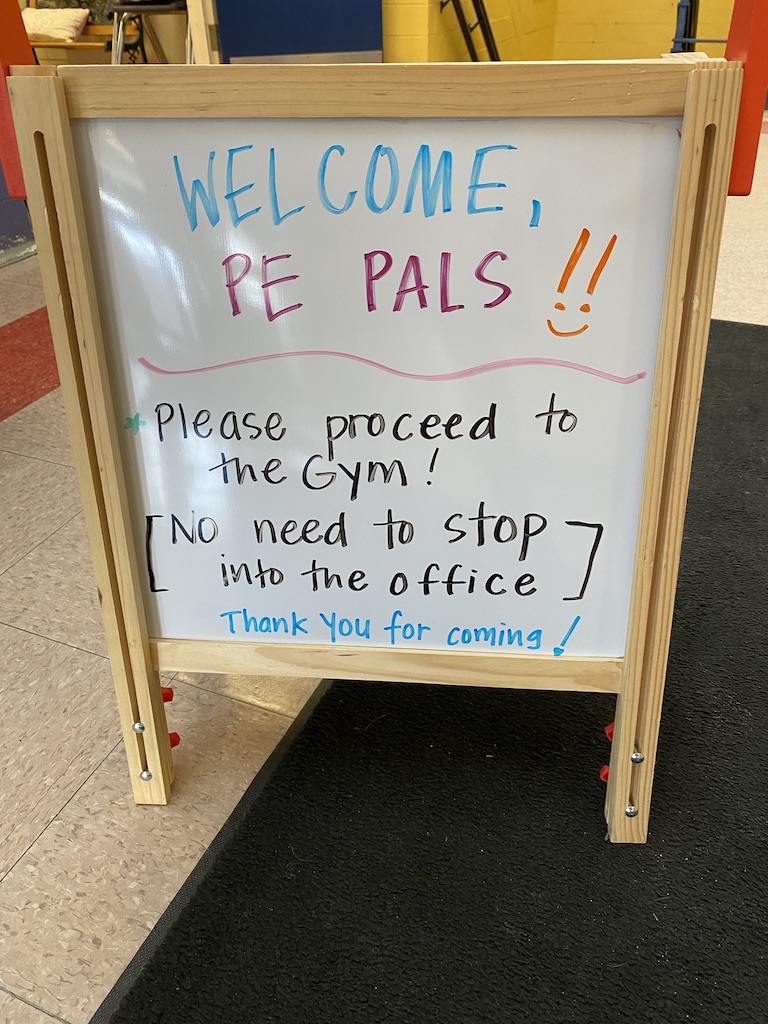 WELCOME,
PE PALS!!
* Please proceed to
the Gym!
[No need to stop
into the office]
Thank You for coming!